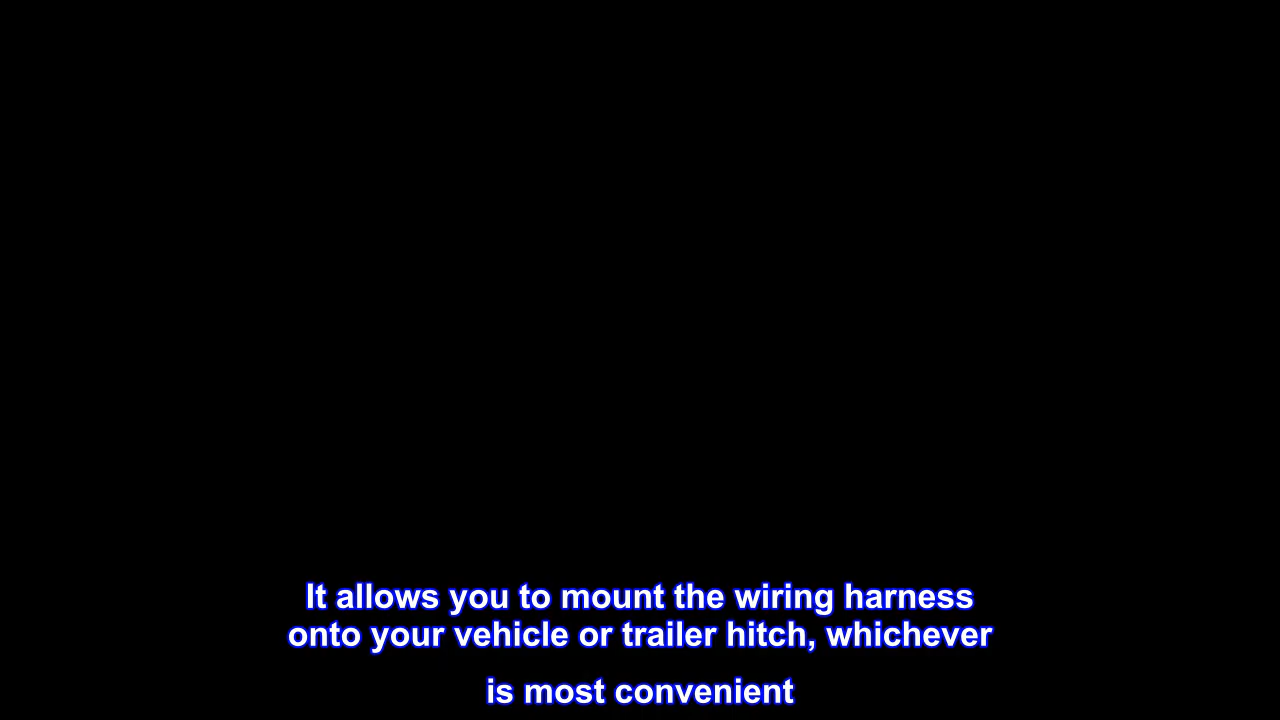 It allows you to mount the wiring harness
onto your vehicle or trailer hitch, whichever
is most convenient